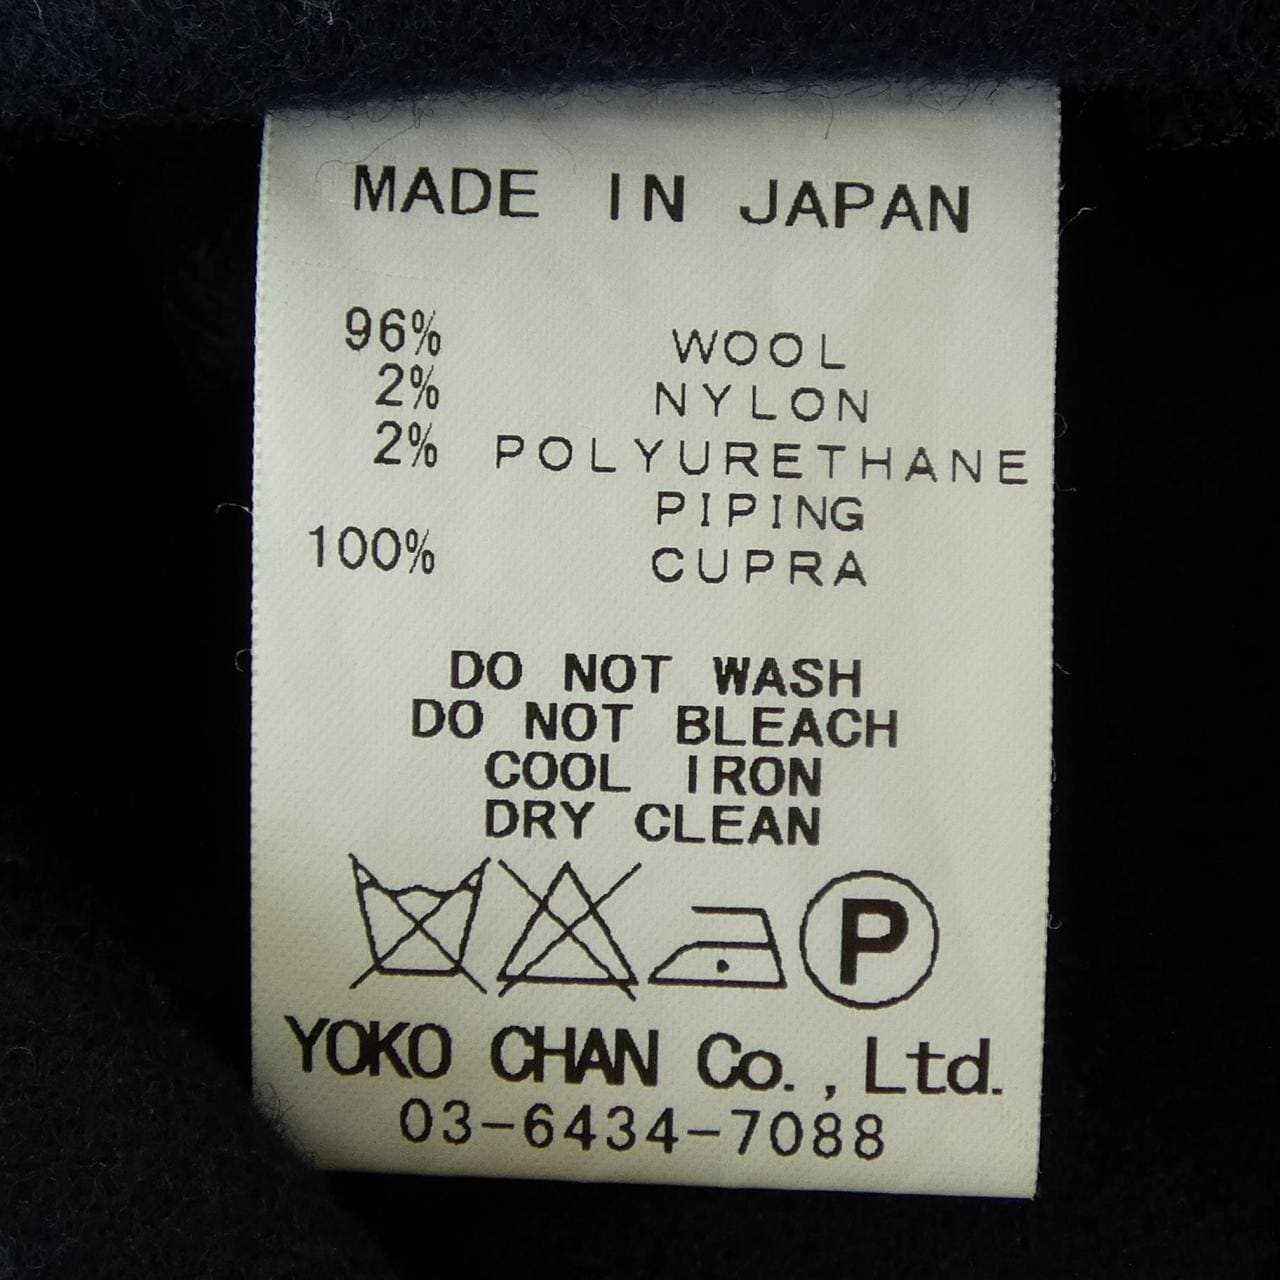 MADE IN JAPAN
96% WOOL
2% NYLON
2% POLYURETHANE
PIPING
100% CUPRA
DO NOT WASH
DO NOT BLEACH
COOL IRON
DRY CLEAN
P
YOKO CHAN Co., Ltd.
03-6434-7088